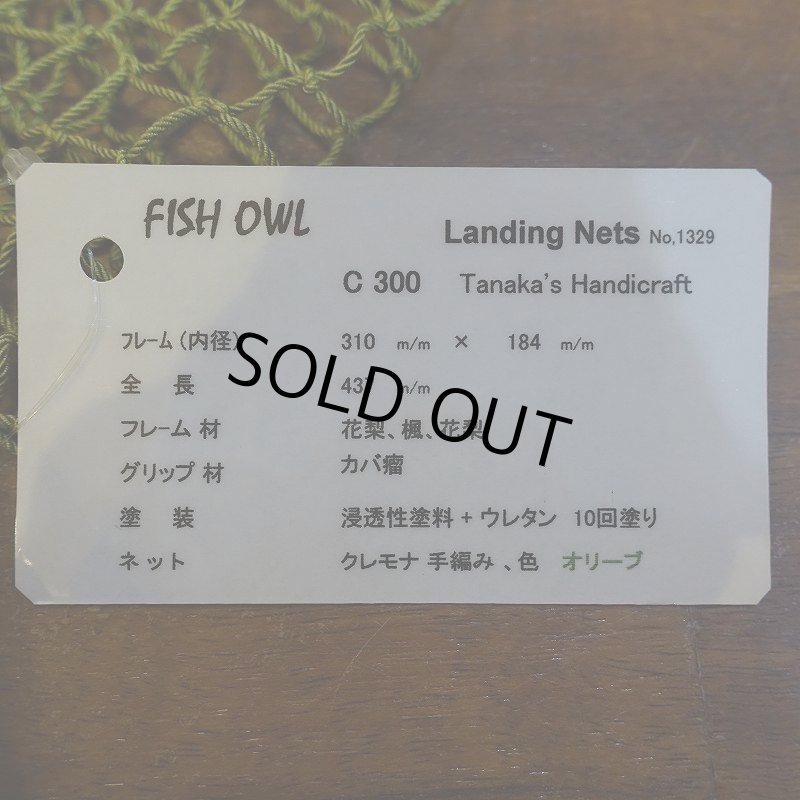 FISH OWL
Landing Nets No,1329
C 300 Tanaka's Handicraft
フレーム（内径） 310 m/m × 184 m/m
全 長 m/m
フレーム 材 花梨、楓、花梨
グリップ 材 カバ瘤
塗 装 浸透性塗料 + ウレタン 10回塗り
ネット クレモナ 手編み 、色 オリーブ
SOLD OUT